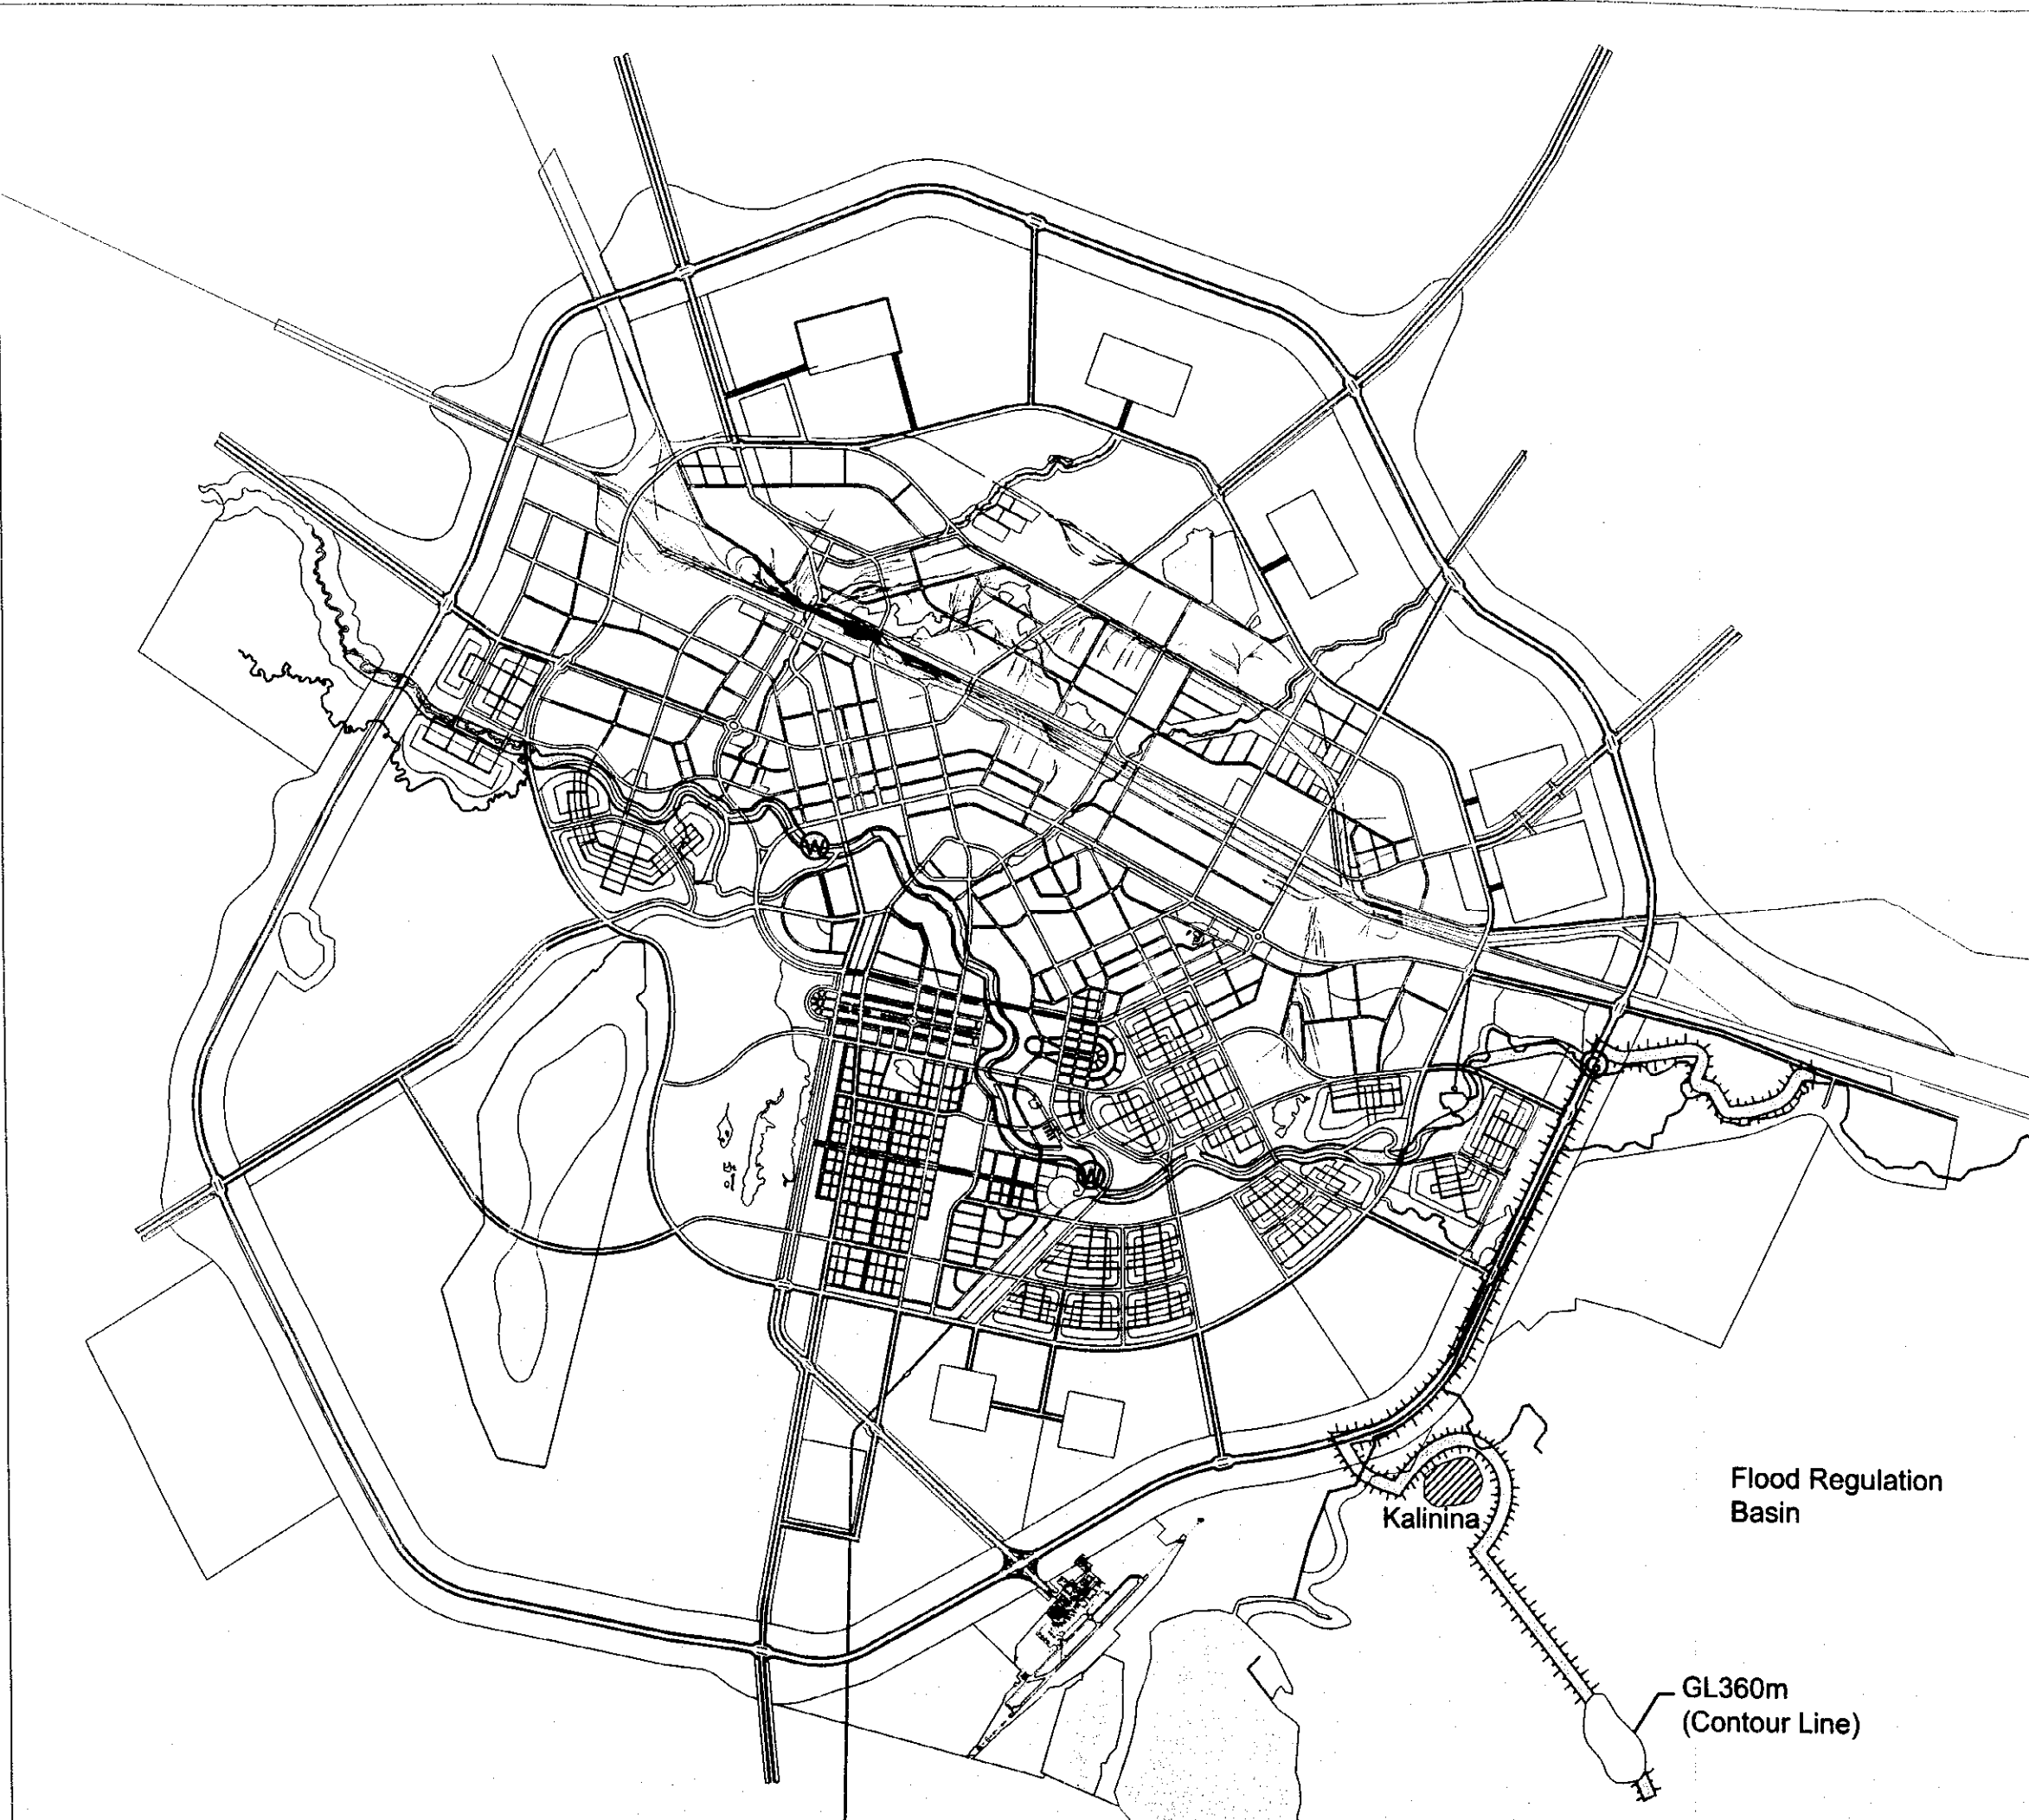 W
G
W
Flood Regulation
Basin
Kalinina
GL360m
(Contour Line)